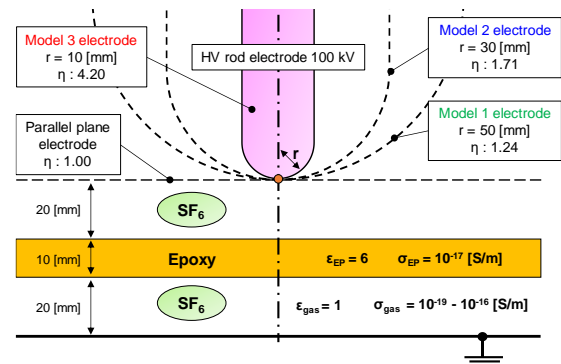 Model 3 electrode
r = 10 [mm]
η : 4.20
HV rod electrode 100 kV
Model 2 electrode
r = 30 [mm]
η : 1.71
Parallel plane
electrode
η : 1.00
r
Model 1 electrode
r = 50 [mm]
η : 1.24
20 [mm]
SF6
10 [mm]
Epoxy
εEP = 6
σEP = 10-17 [S/m]
20 [mm]
SF6
εgas = 1
σgas = 10-19 - 10-16 [S/m]